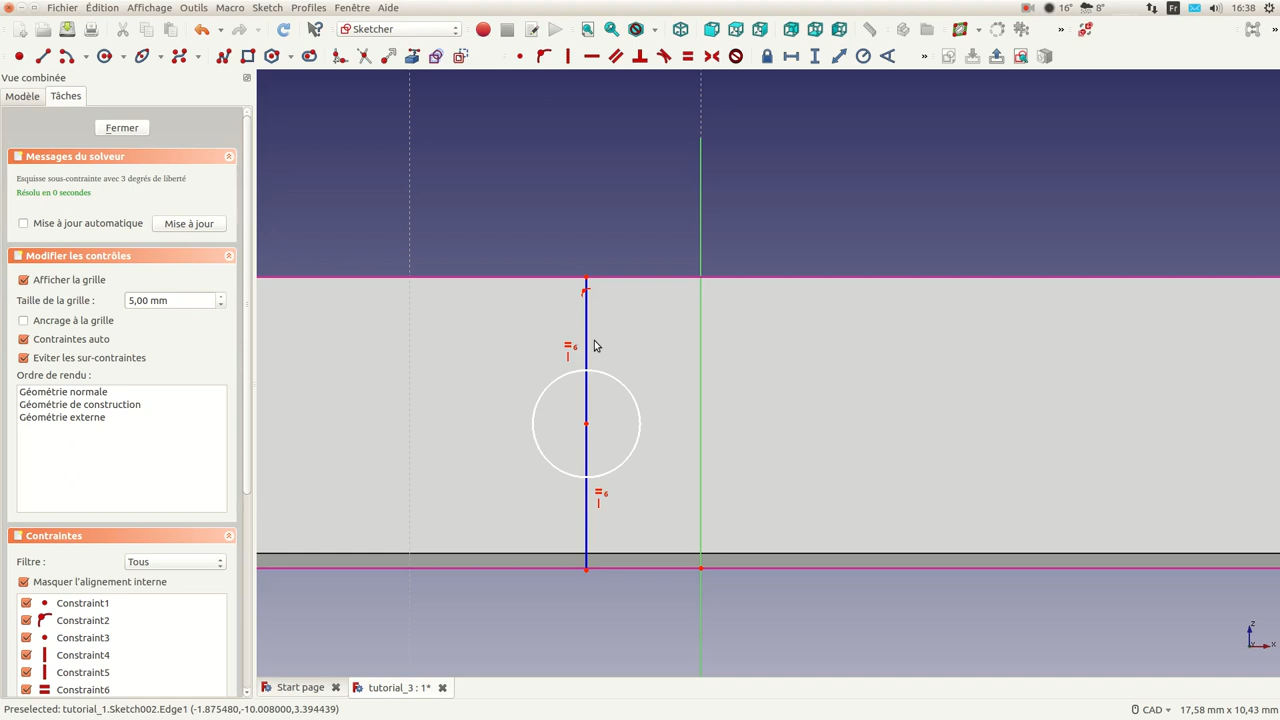 Fichier Édition Affichage Outils Macro Sketch Profiles Fenêtre Aide 16° 8° Fr 16:38
Sketcher
Vue combinée
Modèle Tâches
Fermer
Messages du solveur
Esquisse sous-contrainte avec 3 degrés de liberté
Résolu en 0 secondes
Mise à jour automatique Mise à jour
Modifier les contrôles
Afficher la grille
Taille de la grille : 5,00 mm
Ancrage à la grille
Contraintes auto
Eviter les sur-contraintes
Ordre de rendu :
Géométrie normale
Géométrie de construction
Géométrie externe
Contraintes
Filtre : Tous
Masquer l'alignement interne
Constraint1
Constraint2
Constraint3
Constraint4
Constraint5
Constraint6
6
6
z
x
Start page tutorial_3 : 1*
Preselected: tutorial_1.Sketch002.Edge1 (-1.875480,-10.008000,3.394439) CAD 17,58 mm x 10,43 mm